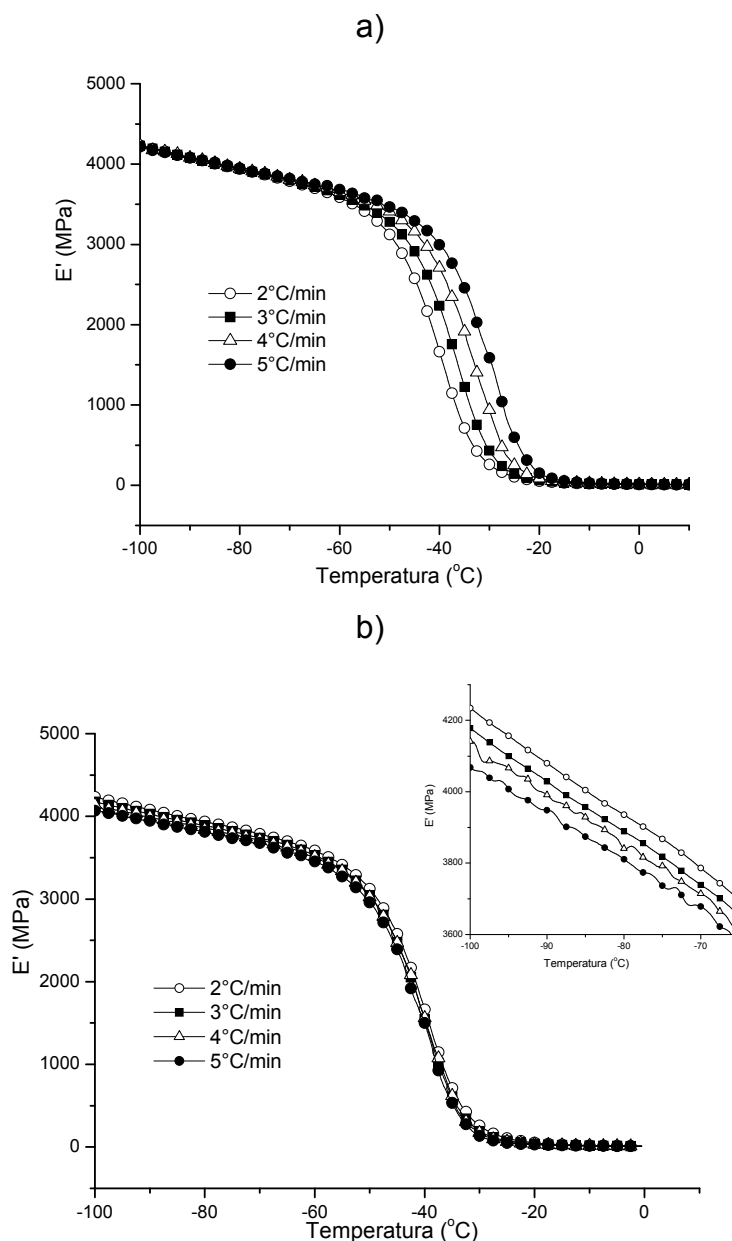 a)
5000
4000
3000
2000
1000
0
E' (MPa)
2°C/min
3°C/min
4°C/min
5°C/min
-100 -80 -60 -40 -20 0
Temperatura (°C)
b)
5000
4000
3000
2000
1000
0
E' (MPa)
2°C/min
3°C/min
4°C/min
5°C/min
-100 -80 -60 -40 -20 0
Temperatura (°C)
4200
4000
3800
3600
E' (MPa)
-100 -90 -80 -70
Temperatura (°C)